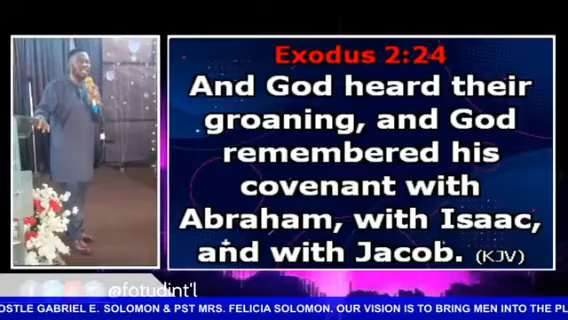 Exodus 2:24
And God heard their
groaning, and God
remembered his
covenant with
Abraham, with Isaac,
and with Jacob. (KJV)
@fotudint'l
OSTLE GABRIEL E. SOLOMON & PST MRS. FELICIA SOLOMON. OUR VISION IS TO BRING MEN INTO THE PL